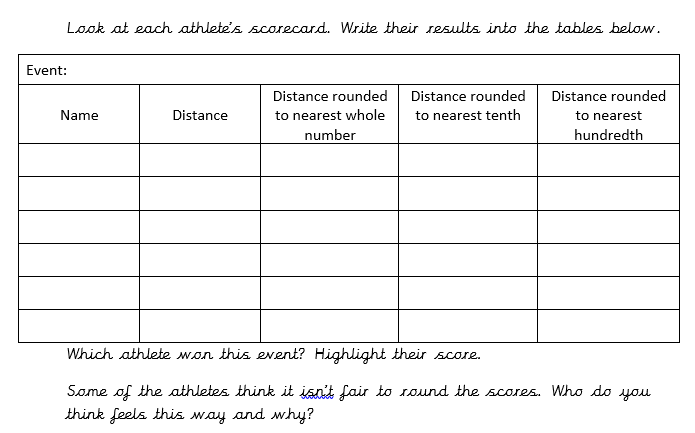 Look at each athlete's scorecard. Write their results into the tables below.
Event:
Name
Distance
Distance rounded
to nearest whole
number
Distance rounded
to nearest tenth
Distance rounded
to nearest
hundredth
Which athlete won this event? Highlight their score.
Some of the athletes think it isn't fair to round the scores. Who do you
think feels this way and why?